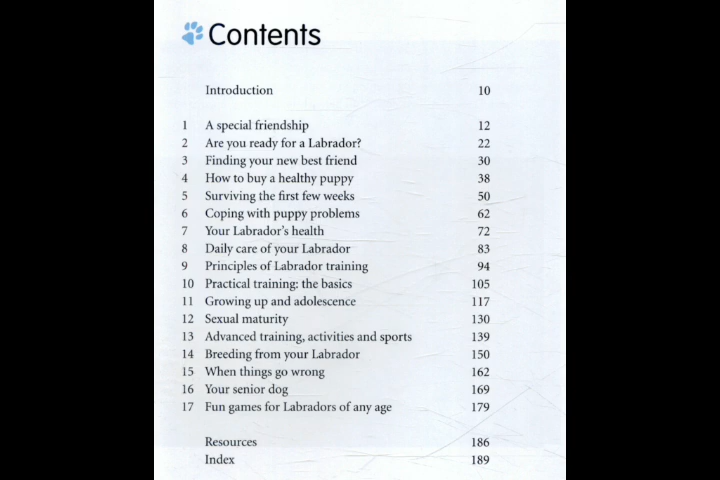 Contents
Introduction 10
1 A special friendship 12
2 Are you ready for a Labrador? 22
3 Finding your new best friend 30
4 How to buy a healthy puppy 38
5 Surviving the first few weeks 50
6 Coping with puppy problems 62
7 Your Labrador's health 72
8 Daily care of your Labrador 83
9 Principles of Labrador training 94
10 Practical training: the basics 105
11 Growing up and adolescence 117
12 Sexual maturity 130
13 Advanced training, activities and sports 139
14 Breeding from your Labrador 150
15 When things go wrong 162
16 Your senior dog 169
17 Fun games for Labradors of any age 179
Resources 186
Index 189